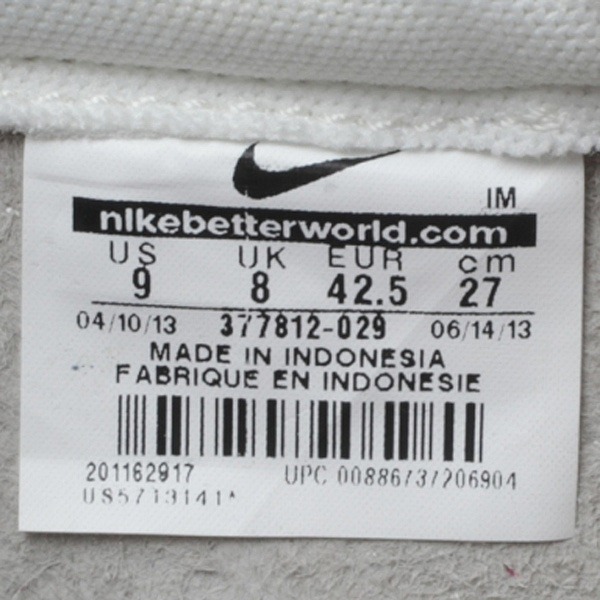 IM
nikebetterworld.com
US UK EUR cm
9 8 42.5 27
04/10/13 377812-029 06/14/13
MADE IN INDONESIA
FABRIQUE EN INDONESIE
201162917 UPC 00886737206904